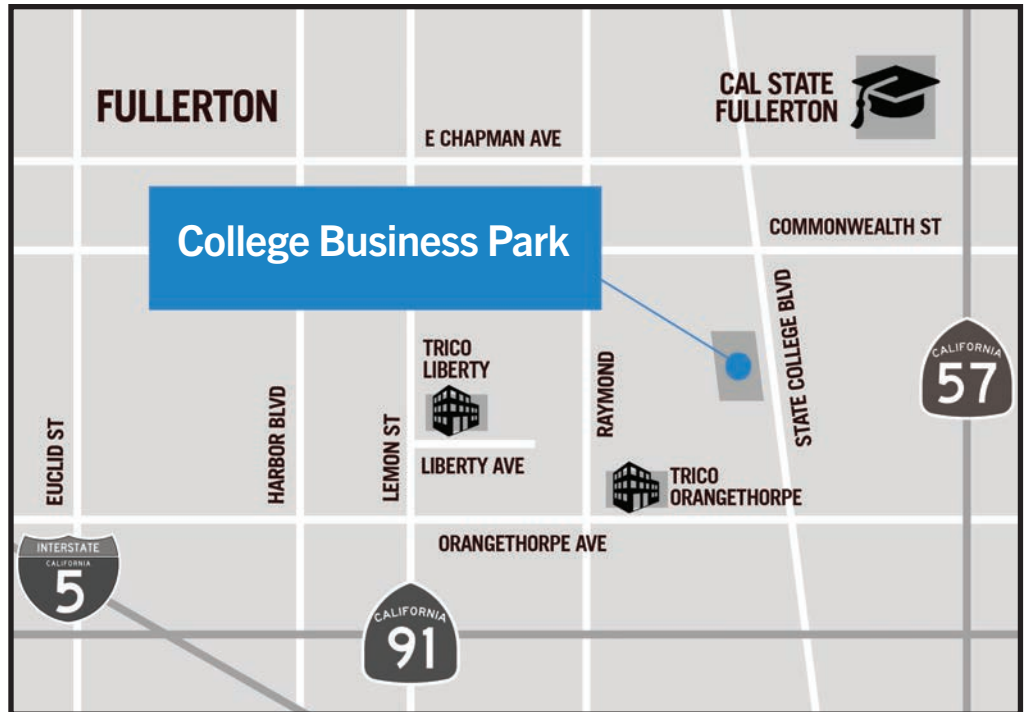 FULLERTON
CAL STATE
FULLERTON
E CHAPMAN AVE
College Business Park
COMMONWEALTH ST
TRICO
LIBERTY
RAYMOND
STATE COLLEGE BLVD
CALIFORNIA
57
EUCLID ST
HARBOR BLVD
LEMON ST
LIBERTY AVE
TRICO
ORANGETHORPE
ORANGETHORPE AVE
INTERSTATE
CALIFORNIA
5
CALIFORNIA
91